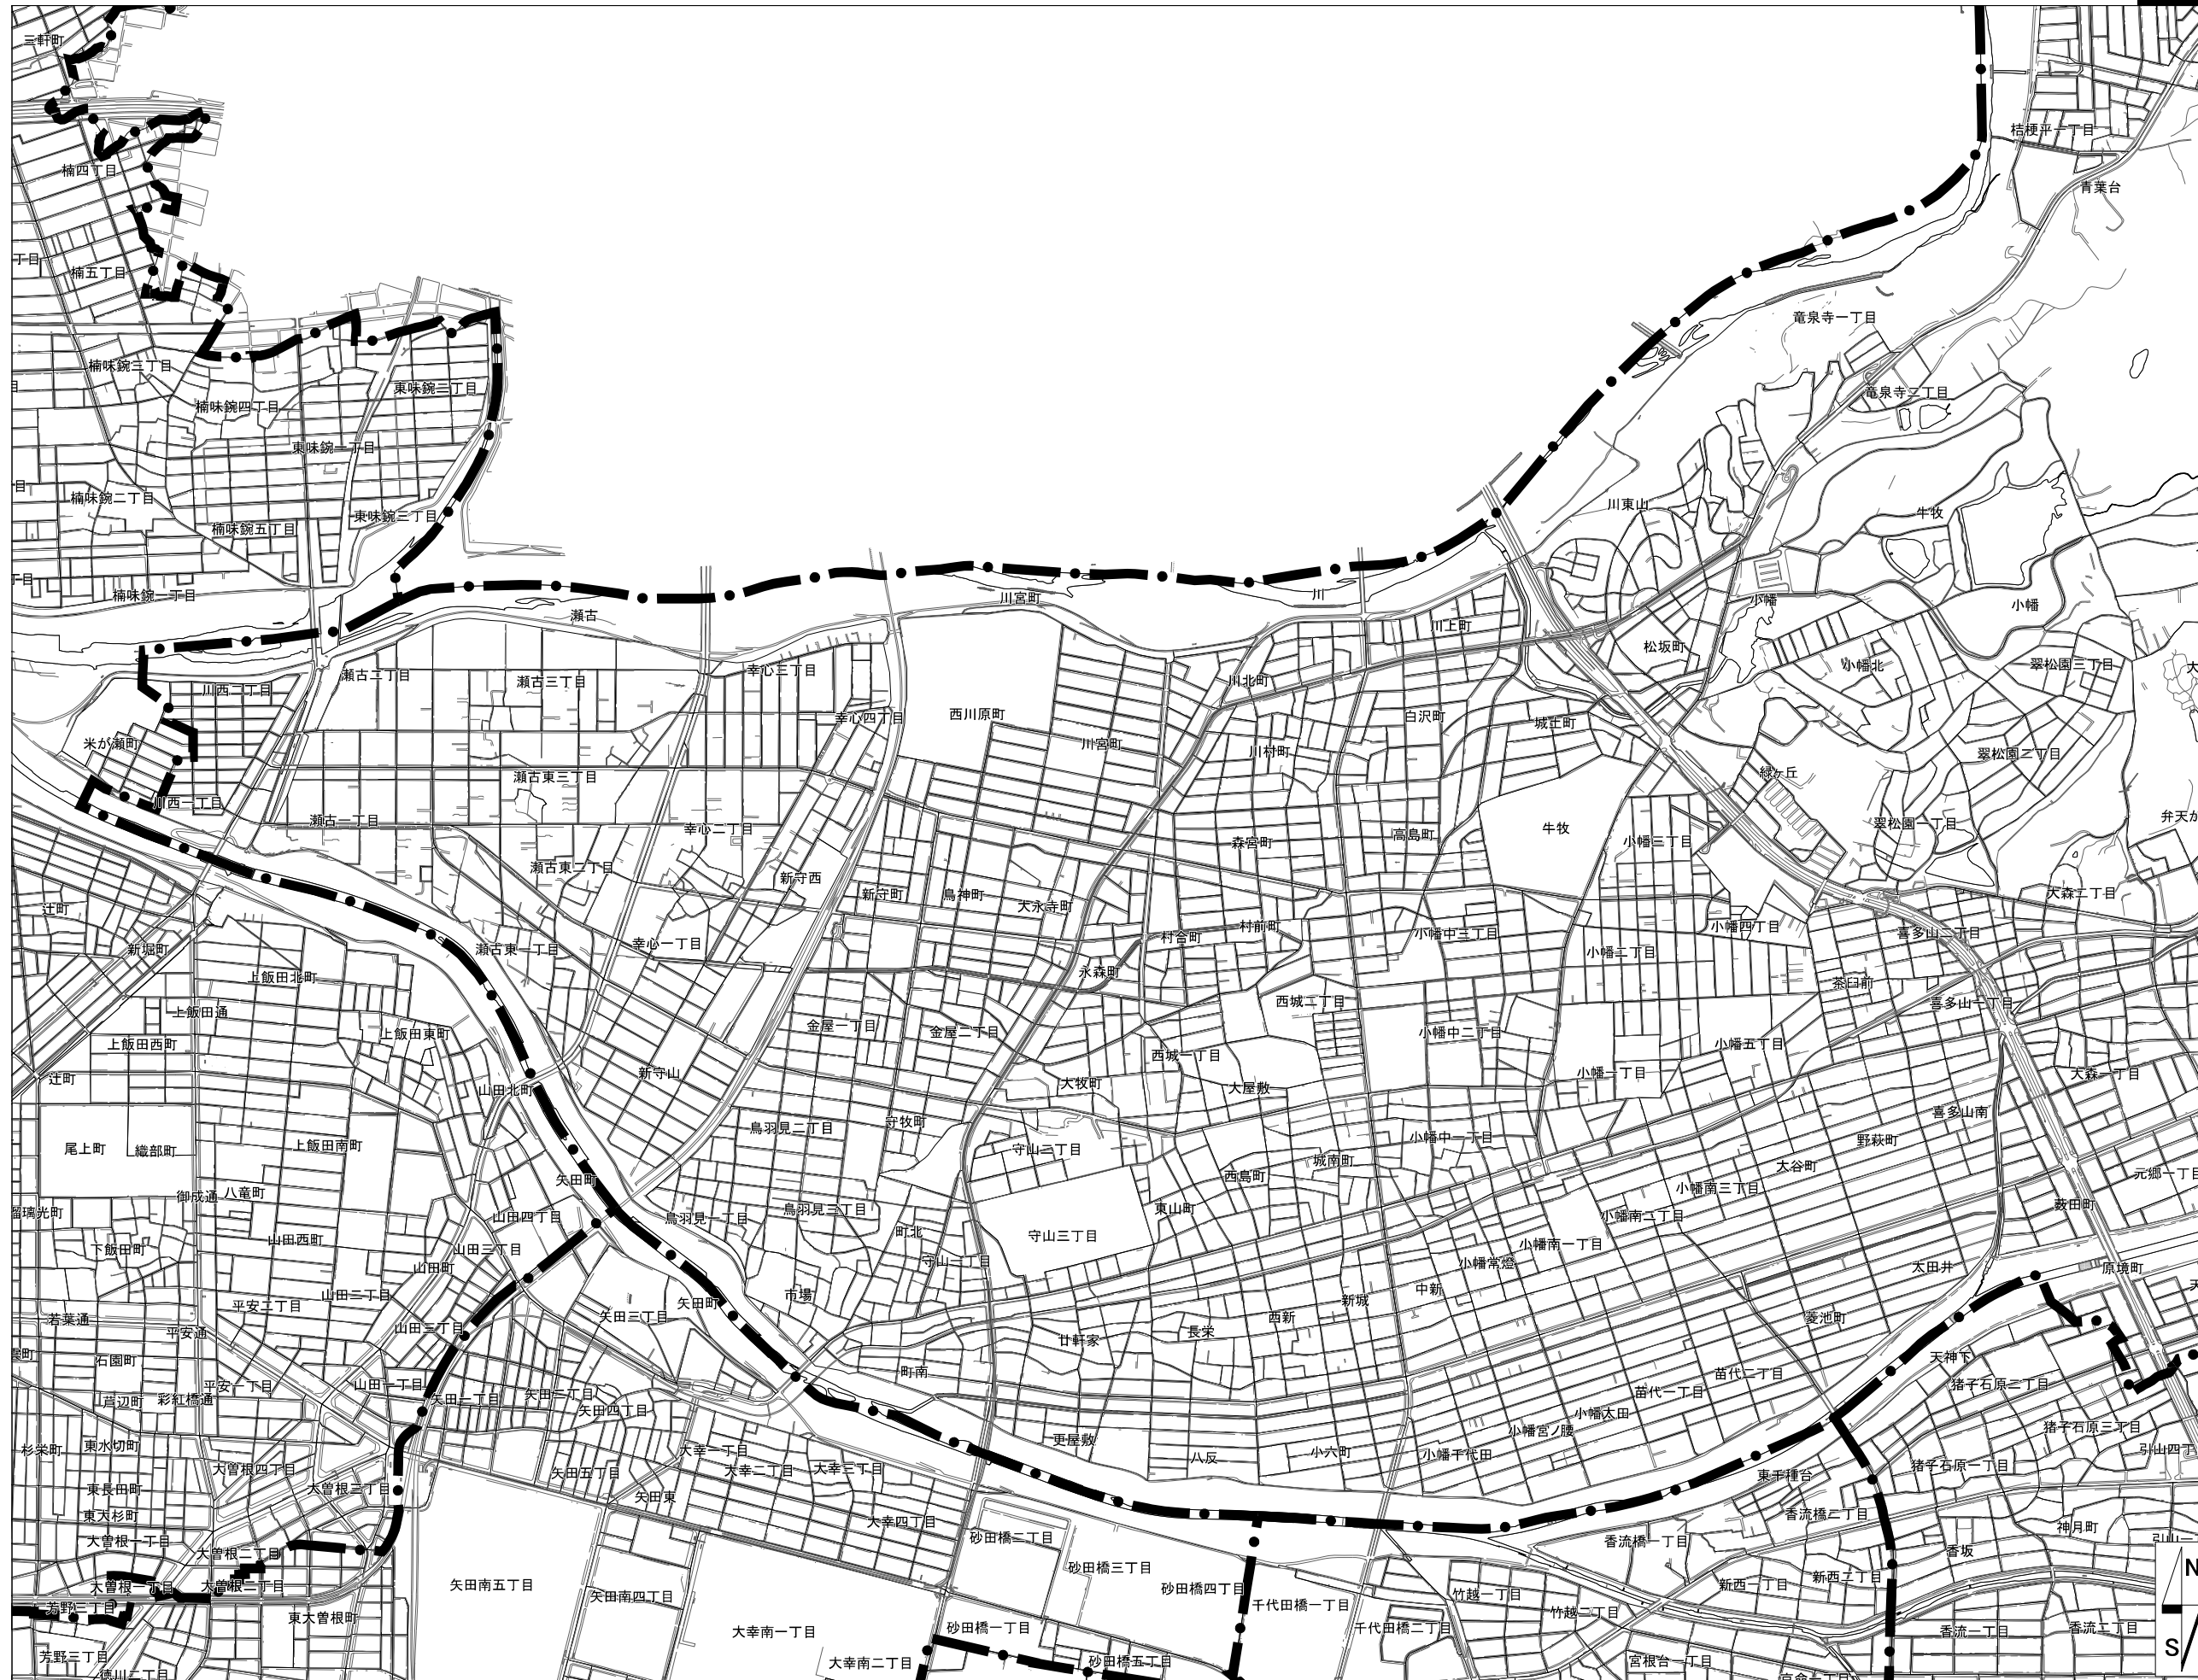 三軒町
桔梗平一丁目
楠四丁目
青葉台
丁目
楠五丁目
竜泉寺一丁目
楠味鋺三丁目
東味鋺二丁目
竜泉寺二丁目
楠味鋺四丁目
東味鋺一丁目
目
楠味鋺二丁目
川東山
牛牧
東味鋺三丁目
楠味鋺五丁目
楠味鋺一丁目
川宮町
川
小幡
小幡
瀬古
川上町
松坂町
小幡北
翠松園三丁目
瀬古二丁目
幸心三丁目
瀬古三丁目
川北町
川西二丁目
西川原町
幸心四丁目
白沢町
城土町
米が瀬町
川宮町
川村町
翠松園二丁目
瀬古東三丁目
緑ヶ丘
川西一丁目
瀬古一丁目
幸心二丁目
牛牧
翠松園一丁目
高島町
森宮町
小幡三丁目
瀬古東二丁目
新守西
新守町
鳥神町
大永寺町
大森二丁目
辻町
村前町
小幡四丁目
新堀町
瀬古東一丁目
幸心一丁目
村合町
小幡中三丁目
喜多山二丁目
小幡二丁目
上飯田北町
永森町
茶臼前
西城二丁目
喜多山一丁目
上飯田通
金屋一丁目
金屋二丁目
小幡中二丁目
上飯田東町
上飯田西町
西城一丁目
小幡五丁目
辻町
新守山
大牧町
大屋敷
小幡一丁目
大森一丁目
山田北町
喜多山南
鳥羽見二丁目
守牧町
小幡中一丁目
野萩町
尾上町
織部町
上飯田南町
守山二丁目
城南町
大谷町
矢田町
西島町
元郷一丁目
御成通
八竜町
小幡南三丁目
瑠璃光町
山田四丁目
鳥羽見一丁目
鳥羽見三丁目
東山町
小幡南二丁目
薮田町
下飯田町
山田西町
山田三丁目
町北
守山三丁目
小幡南一丁目
山田町
守山一丁目
小幡常燈
太田井
原境町
平安二丁目
山田二丁目
矢田三丁目
矢田町
市場
新城
中新
若葉通
平安通
山田三丁目
西新
菱池町
廿軒家
長栄
石園町
平安一丁目
山田一丁目
町南
天神下
猪子石原二丁目
芦辺町
彩紅橋通
矢田一丁目
矢田二丁目
矢田四丁目
苗代一丁目
苗代二丁目
小幡太田
猪子石原三丁目
杉栄町
東水切町
大幸一丁目
更屋敷
小幡宮ノ腰
大曽根四丁目
矢田五丁目
大幸二丁目
大幸三丁目
八反
小六町
小幡千代田
猪子石原一丁目
東長田町
大曽根三丁目
矢田東
東千種台
東大杉町
大幸四丁目
香流橋二丁目
大曽根一丁目
大曽根二丁目
砂田橋二丁目
香流橋一丁目
神月町
香坂
砂田橋三丁目
大曽根一丁目
大曽根二丁目
矢田南五丁目
矢田南四丁目
砂田橋四丁目
新西一丁目
新西二丁目
芳野三丁目
東大曽根町
千代田橋一丁目
竹越一丁目
竹越二丁目
大幸南一丁目
砂田橋一丁目
千代田橋二丁目
香流一丁目
香流二丁目
芳野三丁目
大幸南二丁目
砂田橋五丁目
宮根台一丁目
徳川二丁目
N
S